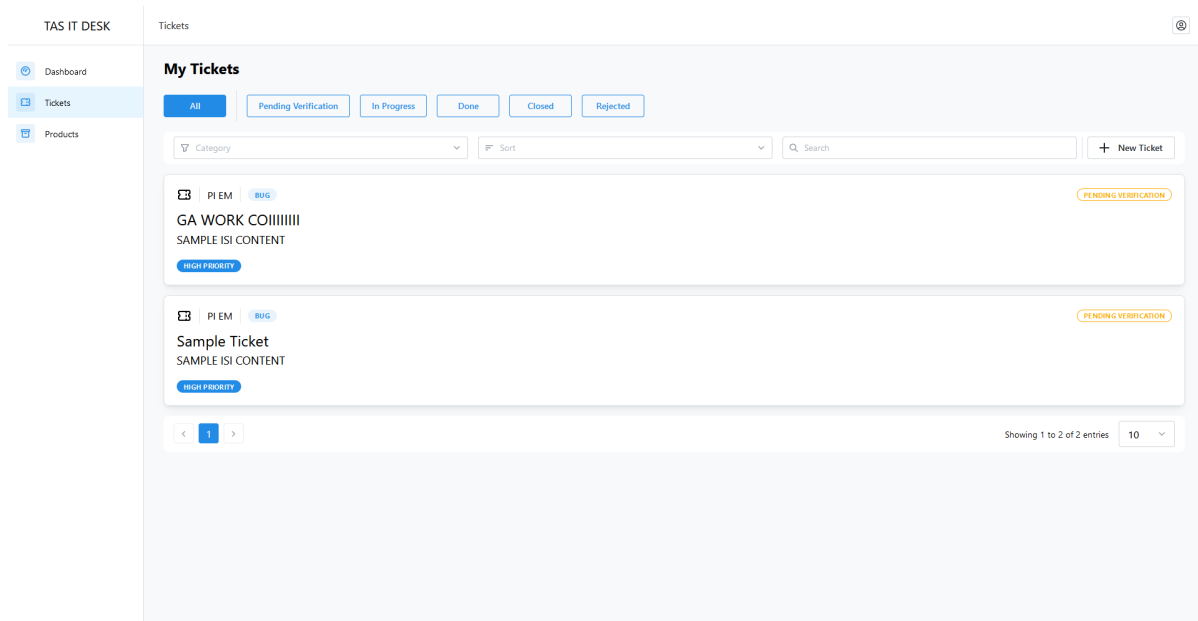 TAS IT DESK
Tickets
Dashboard
Tickets
Products
My Tickets
All
Pending Verification
In Progress
Done
Closed
Rejected
Category
Sort
Search
New Ticket
PI EM
BUG
PENDING VERIFICATION
GA WORK COIIIIIIII
SAMPLE ISI CONTENT
HIGH PRIORITY
PI EM
BUG
PENDING VERIFICATION
Sample Ticket
SAMPLE ISI CONTENT
HIGH PRIORITY
1
Showing 1 to 2 of 2 entries
10